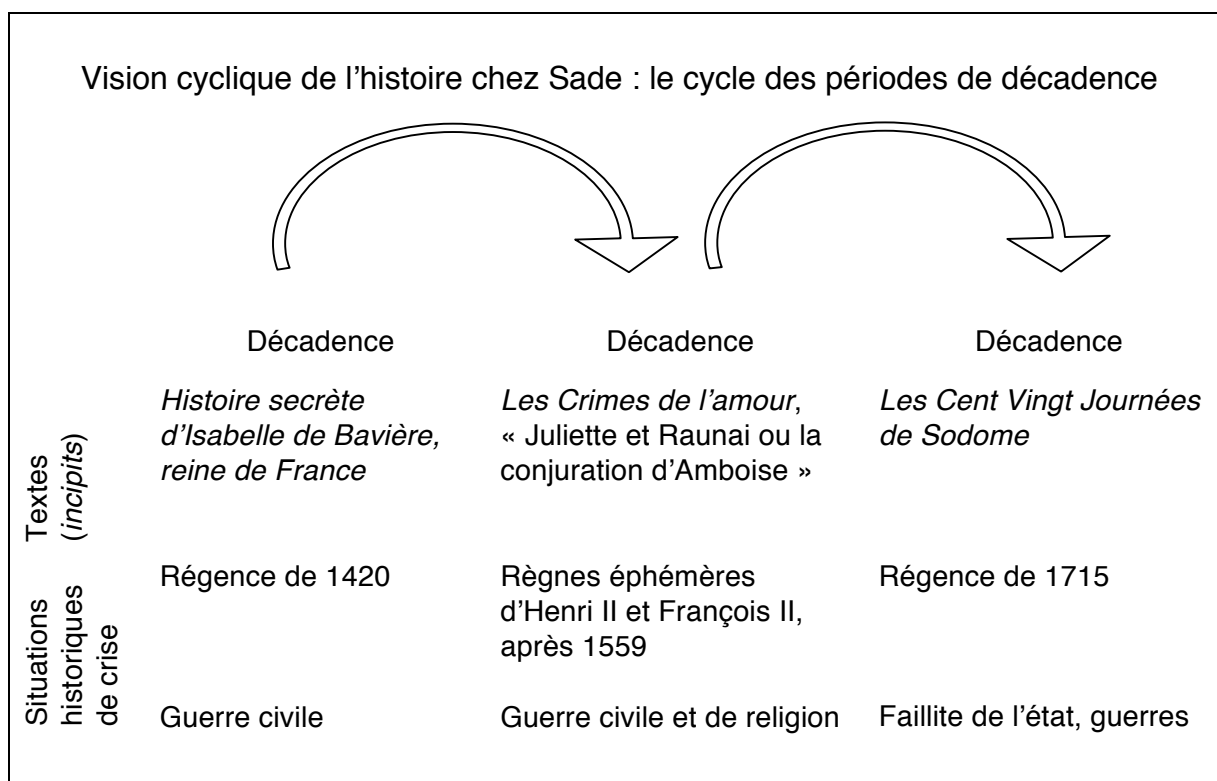 Vision cyclique de l’histoire chez Sade : le cycle des périodes de décadence
Décadence
Décadence
Décadence
Textes
(incipits)
Histoire secrète
d’Isabelle de Bavière,
reine de France
Les Crimes de l’amour,
« Juliette et Raunai ou la
conjuration d’Amboise »
Les Cent Vingt Journées
de Sodome
Situations
historiques
de crise
Régence de 1420
Règnes éphémères
d’Henri II et François II,
après 1559
Régence de 1715
Guerre civile
Guerre civile et de religion
Faillite de l’état, guerres